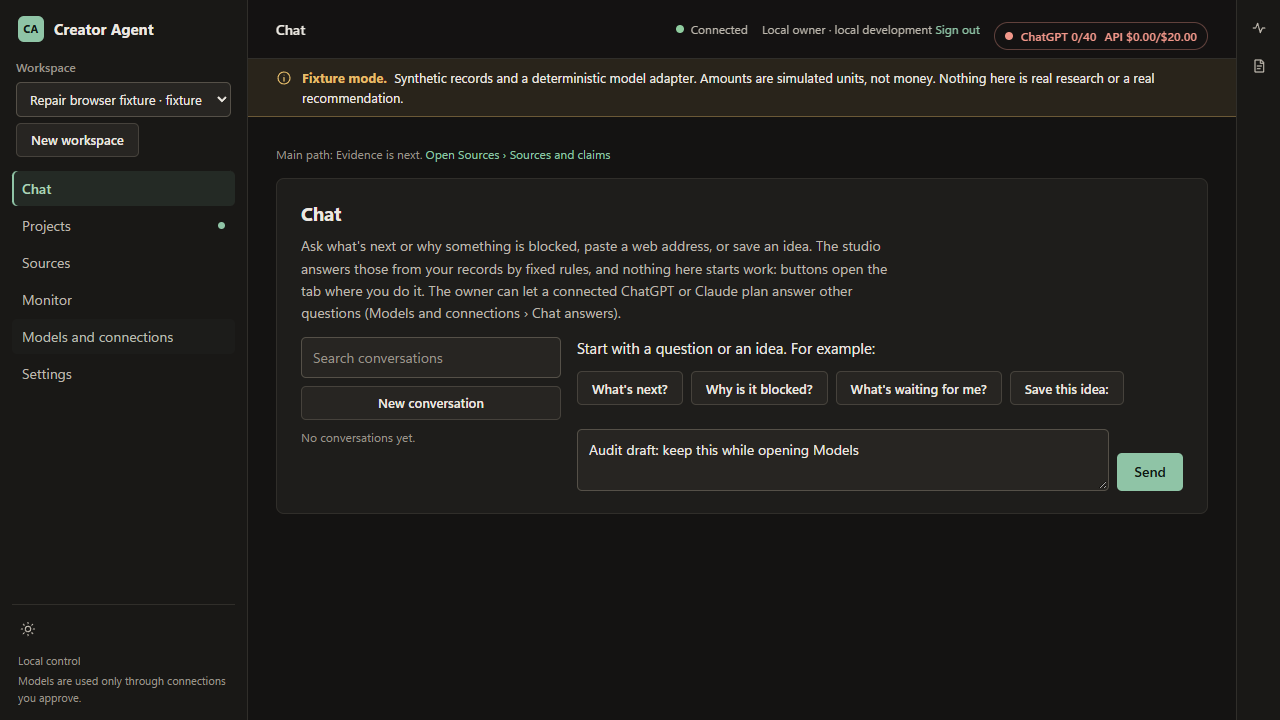 CA Creator Agent
Workspace
Repair browser fixture · fixture
New workspace
Chat
Projects
Sources
Monitor
Models and connections
Settings
Local control
Models are used only through connections
you approve.
Chat
Connected
Local owner · local development Sign out
ChatGPT 0/40 API $0.00/$20.00
Fixture mode. Synthetic records and a deterministic model adapter. Amounts are simulated units, not money. Nothing here is real research or a real
recommendation.
Main path: Evidence is next. Open Sources › Sources and claims
Chat
Ask what's next or why something is blocked, paste a web address, or save an idea. The studio
answers those from your records by fixed rules, and nothing here starts work: buttons open the
tab where you do it. The owner can let a connected ChatGPT or Claude plan answer other
questions (Models and connections › Chat answers).
Search conversations
New conversation
No conversations yet.
Start with a question or an idea. For example:
What's next?
Why is it blocked?
What's waiting for me?
Save this idea:
Audit draft: keep this while opening Models
Send